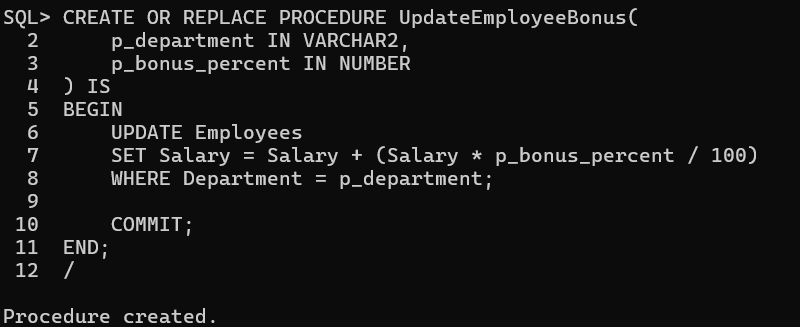 SQL> CREATE OR REPLACE PROCEDURE UpdateEmployeeBonus(
  2      p_department IN VARCHAR2,
  3      p_bonus_percent IN NUMBER
  4  ) IS
  5  BEGIN
  6      UPDATE Employees
  7      SET Salary = Salary + (Salary * p_bonus_percent / 100)
  8      WHERE Department = p_department;
  9
 10      COMMIT;
 11  END;
 12  /

Procedure created.